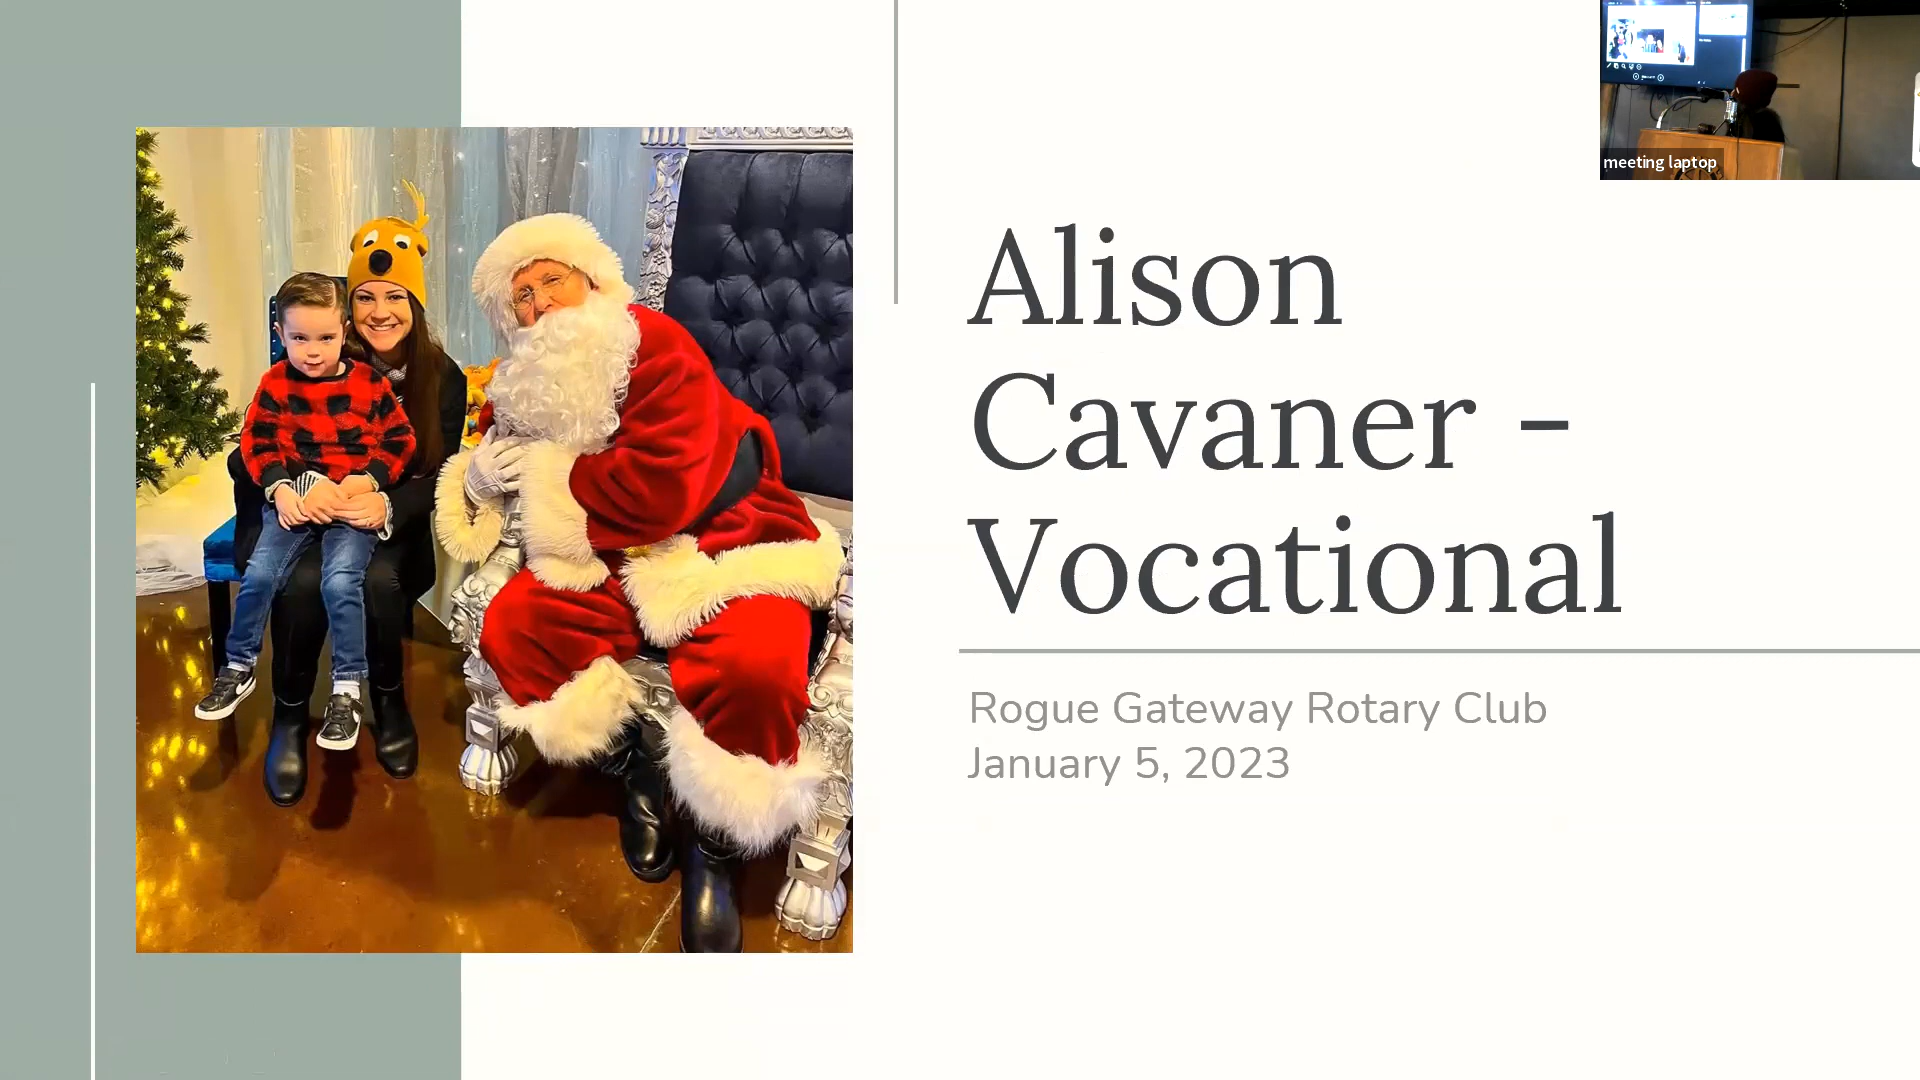 Alison
Cavaner -
Vocational
Rogue Gateway Rotary Club
January 5, 2023
meeting laptop